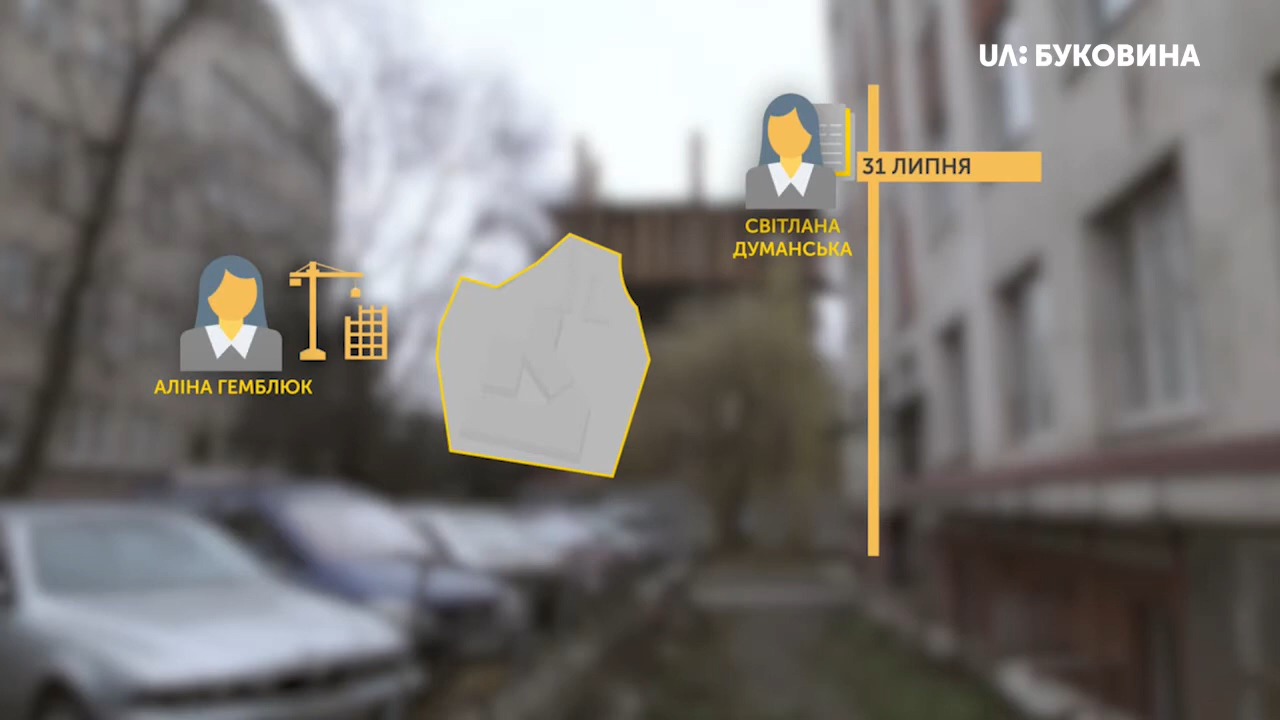 UA: БУКОВИНА
31 ЛИПНЯ
СВІТЛАНА
ДУМАНСЬКА
АЛІНА ГЕМБЛЮК